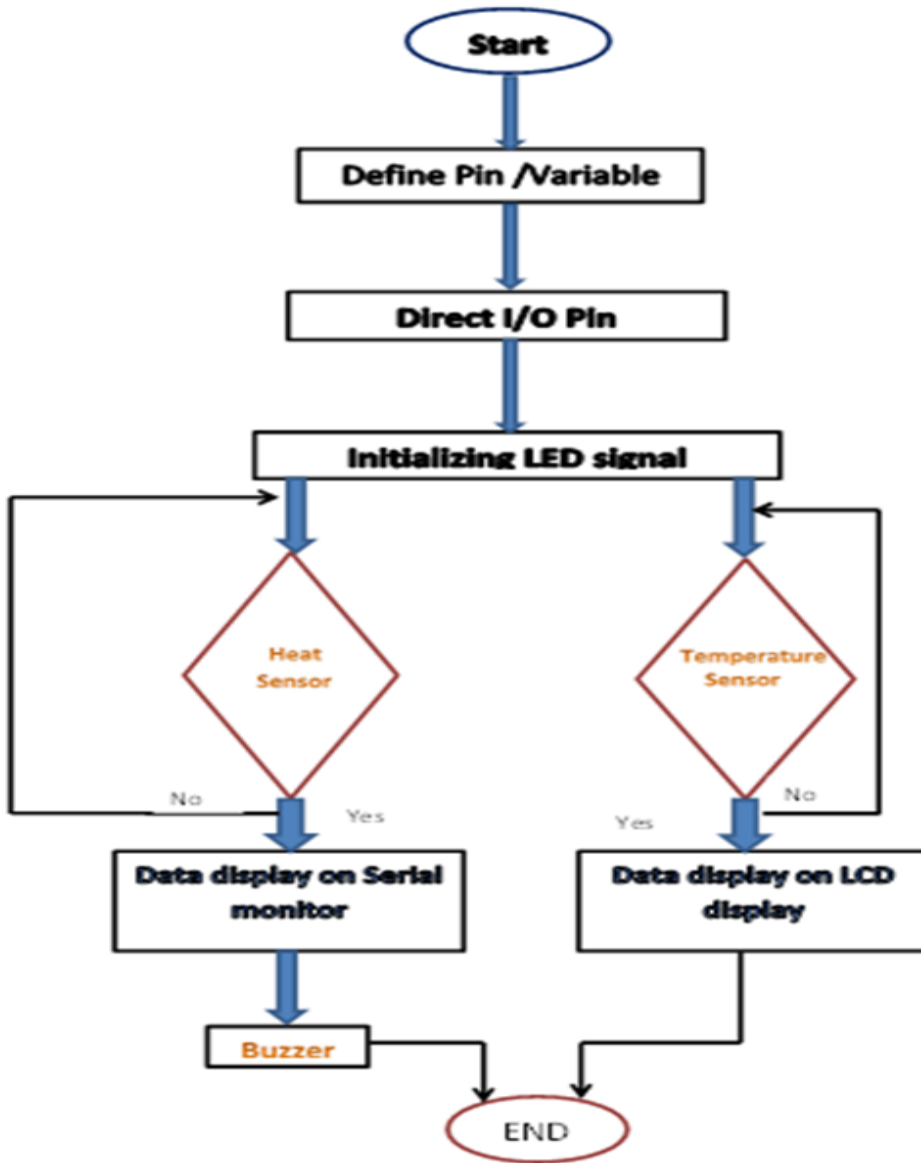 Start
Define Pin /Variable
Direct I/O Pin
Initializing LED signal
Heat
Sensor
Temperature
Sensor
No
Yes
Yes
No
Data display on Serial
monitor
Data display on LCD
display
Buzzer
END